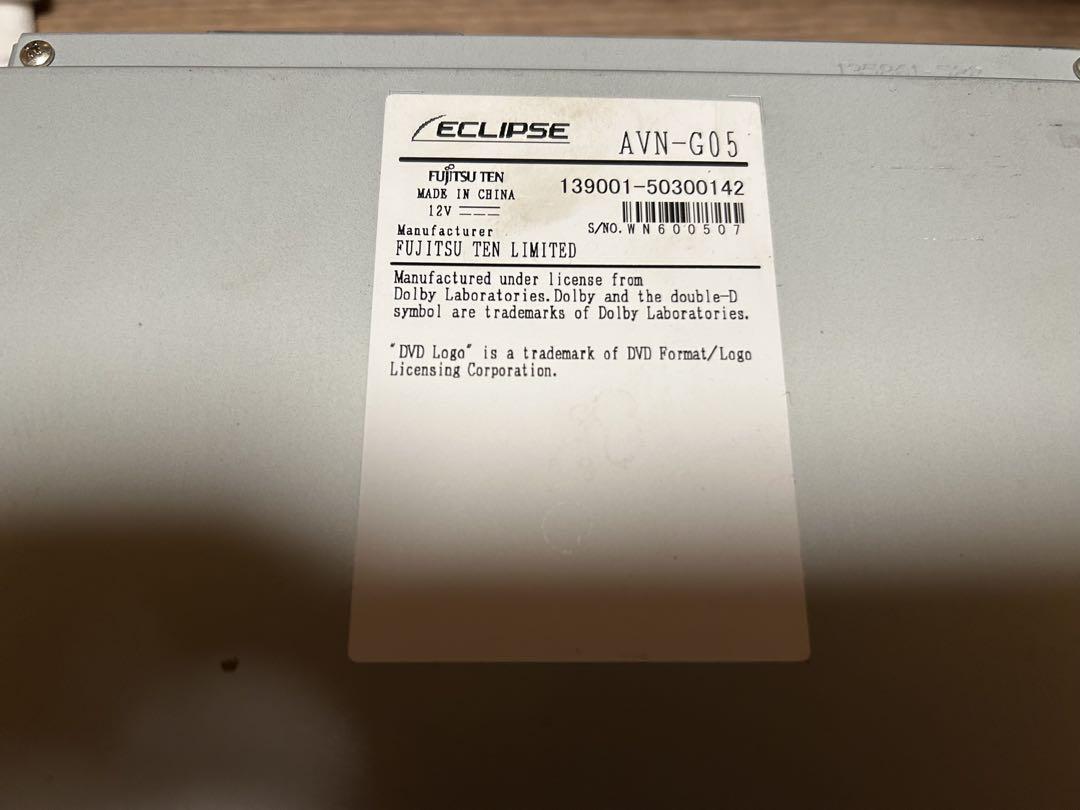 ECLIPSE AVN-G05
FUJITSU TEN
MADE IN CHINA
139001-50300142
12V
S/NO. WN600507
Manufacturer
FUJITSU TEN LIMITED
Manufactured under license from
Dolby Laboratories. Dolby and the double-D
symbol are trademarks of Dolby Laboratories.
"DVD Logo" is a trademark of DVD Format/Logo
Licensing Corporation.